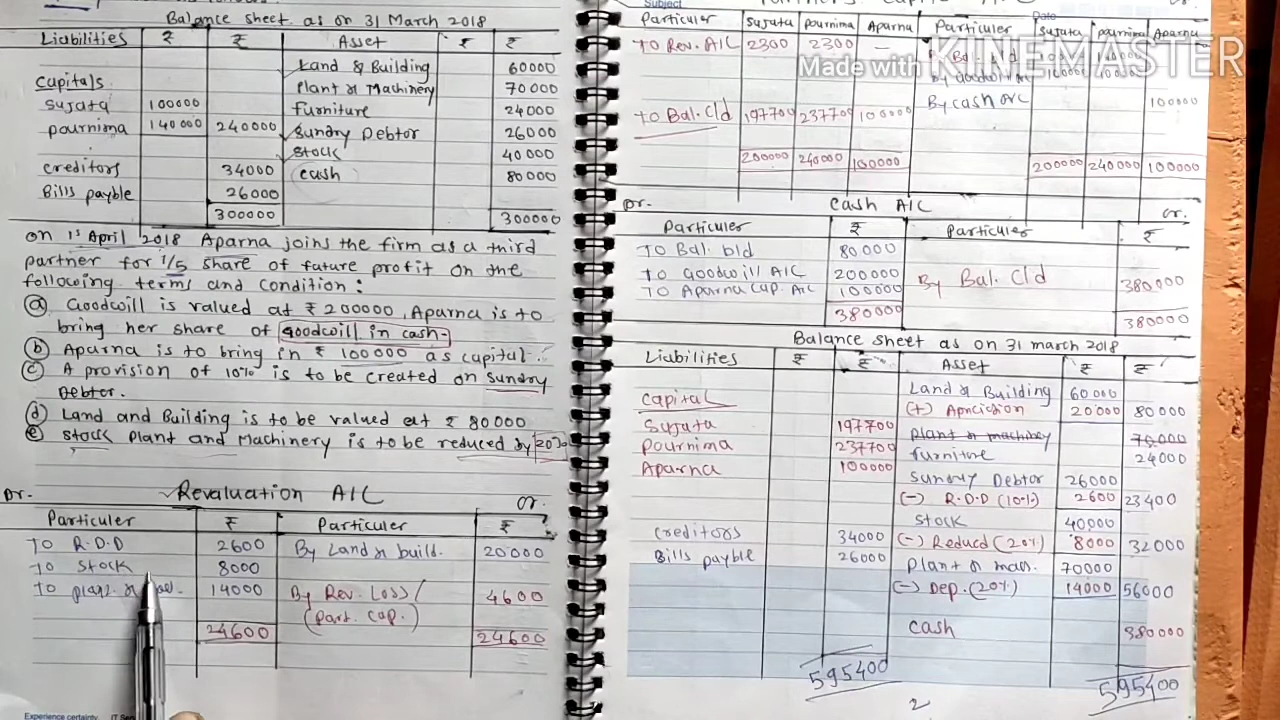 Balance sheet as on 31 March 2018
Liabilities ₹ ₹ Asset ₹ ₹
Land & Building 60000
Capitals Plant & Machinery 70000
Sujata 100000 Furniture 24000
Pournima 140000 240000 Sundry Debtor 26000
Stock 40000
Creditors 34000 Cash 80000
Bills payble 26000
300000 300000
on 1st April 2018 Aparna joins the firm as a third
partner for 1/5 share of future profit on the
following terms and condition :
(a) Goodwill is valued at ₹ 200000, Aparna is to
bring her share of goodwill in cash.
(b) Aparna is to bring in ₹ 100000 as capital.
(c) A provision of 10% is to be created on sundry
Debtor.
(d) Land and Building is to be valued at ₹ 80000
(e) Stock plant and Machinery is to be reduced by 20%
Dr. Revaluation A/C cr.
Particuler ₹ Particuler ₹
To R.D.D 2600 By Land & build. 20000
To Stock 8000
To plant & 14000 By Rev. Loss/ 4600
(Part. Cap.)
24600 24600
Experience certainty. IT
Subject Date
Particuler Sujata Pournima Aparna Particuler Sujata Pournima Aparna
To Rev. A/C 2300 2300 —
Made with KINEMASTER
By cash A/C 100000
To Bal. C/d 197700 237700 100000
200000 240000 100000 200000 240000 100000
Dr. Cash A/C cr.
Particuler ₹ Particuler ₹
To Bal. b/d 80000
To Goodwill A/C 200000 By Bal. C/d 380000
To Aparna Cap. A/C 100000
380000 380000
Balance sheet as on 31 march 2018
Liabilities ₹ ₹ Asset ₹ ₹
Land & Building 60000
Capital (+) Apriciation 20000 80000
Sujata 197700 plant & machinery 70000
Pournima 237700 furniture 24000
Aparna 100000 Sundry Debtor 26000
(-) R.D.D (10%) 2600 23400
Stock 40000
Creditors 34000 (-) Reducd (20%) 8000 32000
Bills payble 26000 Plant & mach. 70000
(-) Dep. (20%) 14000 56000
Cash 380000
595400 595400
2